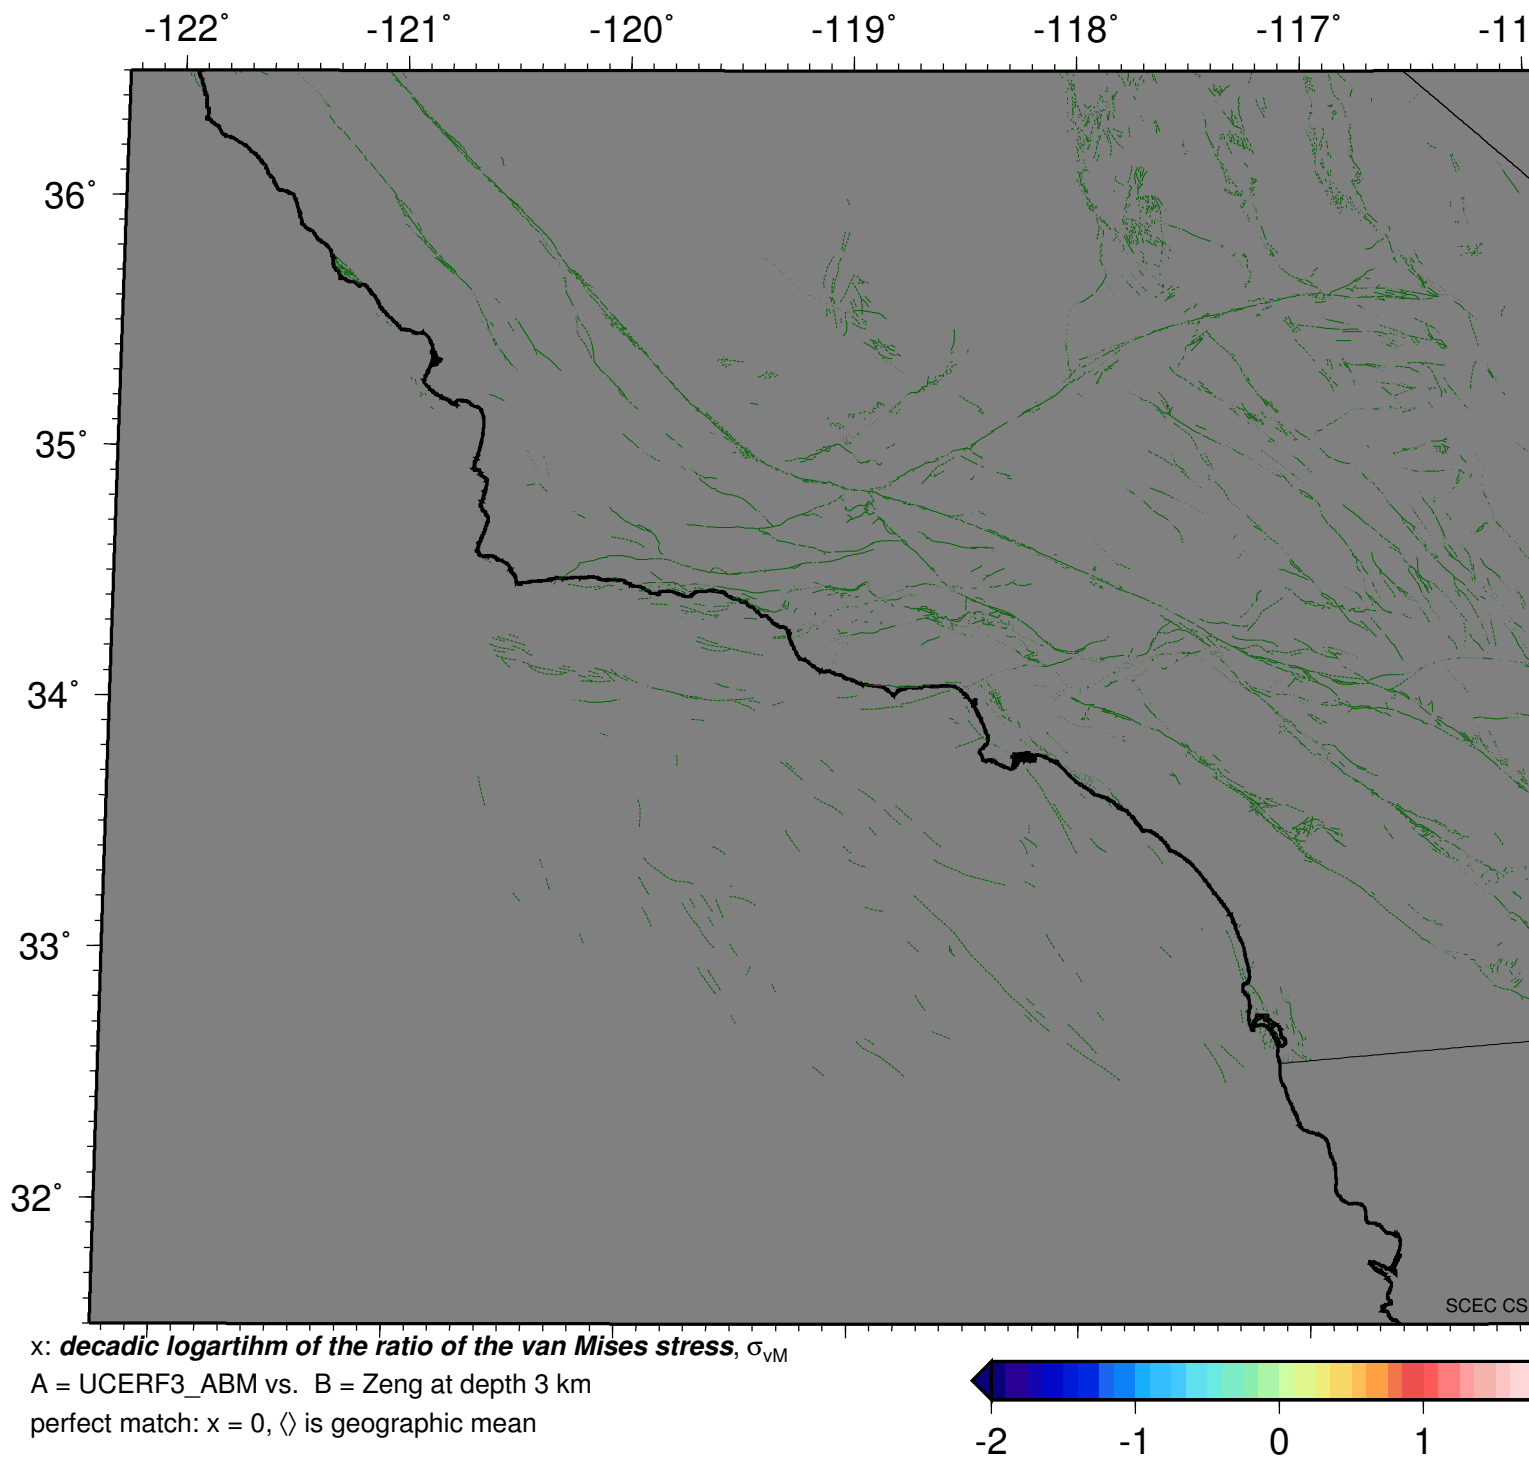 -122° -121° -120° -119° -118° -117° -11
36°
35°
34°
33°
32°
SCEC CS
x: decadic logartihm of the ratio of the van Mises stress, σvM
A = UCERF3_ABM vs. B = Zeng at depth 3 km
perfect match: x = 0, ⟨⟩ is geographic mean
-2 -1 0 1